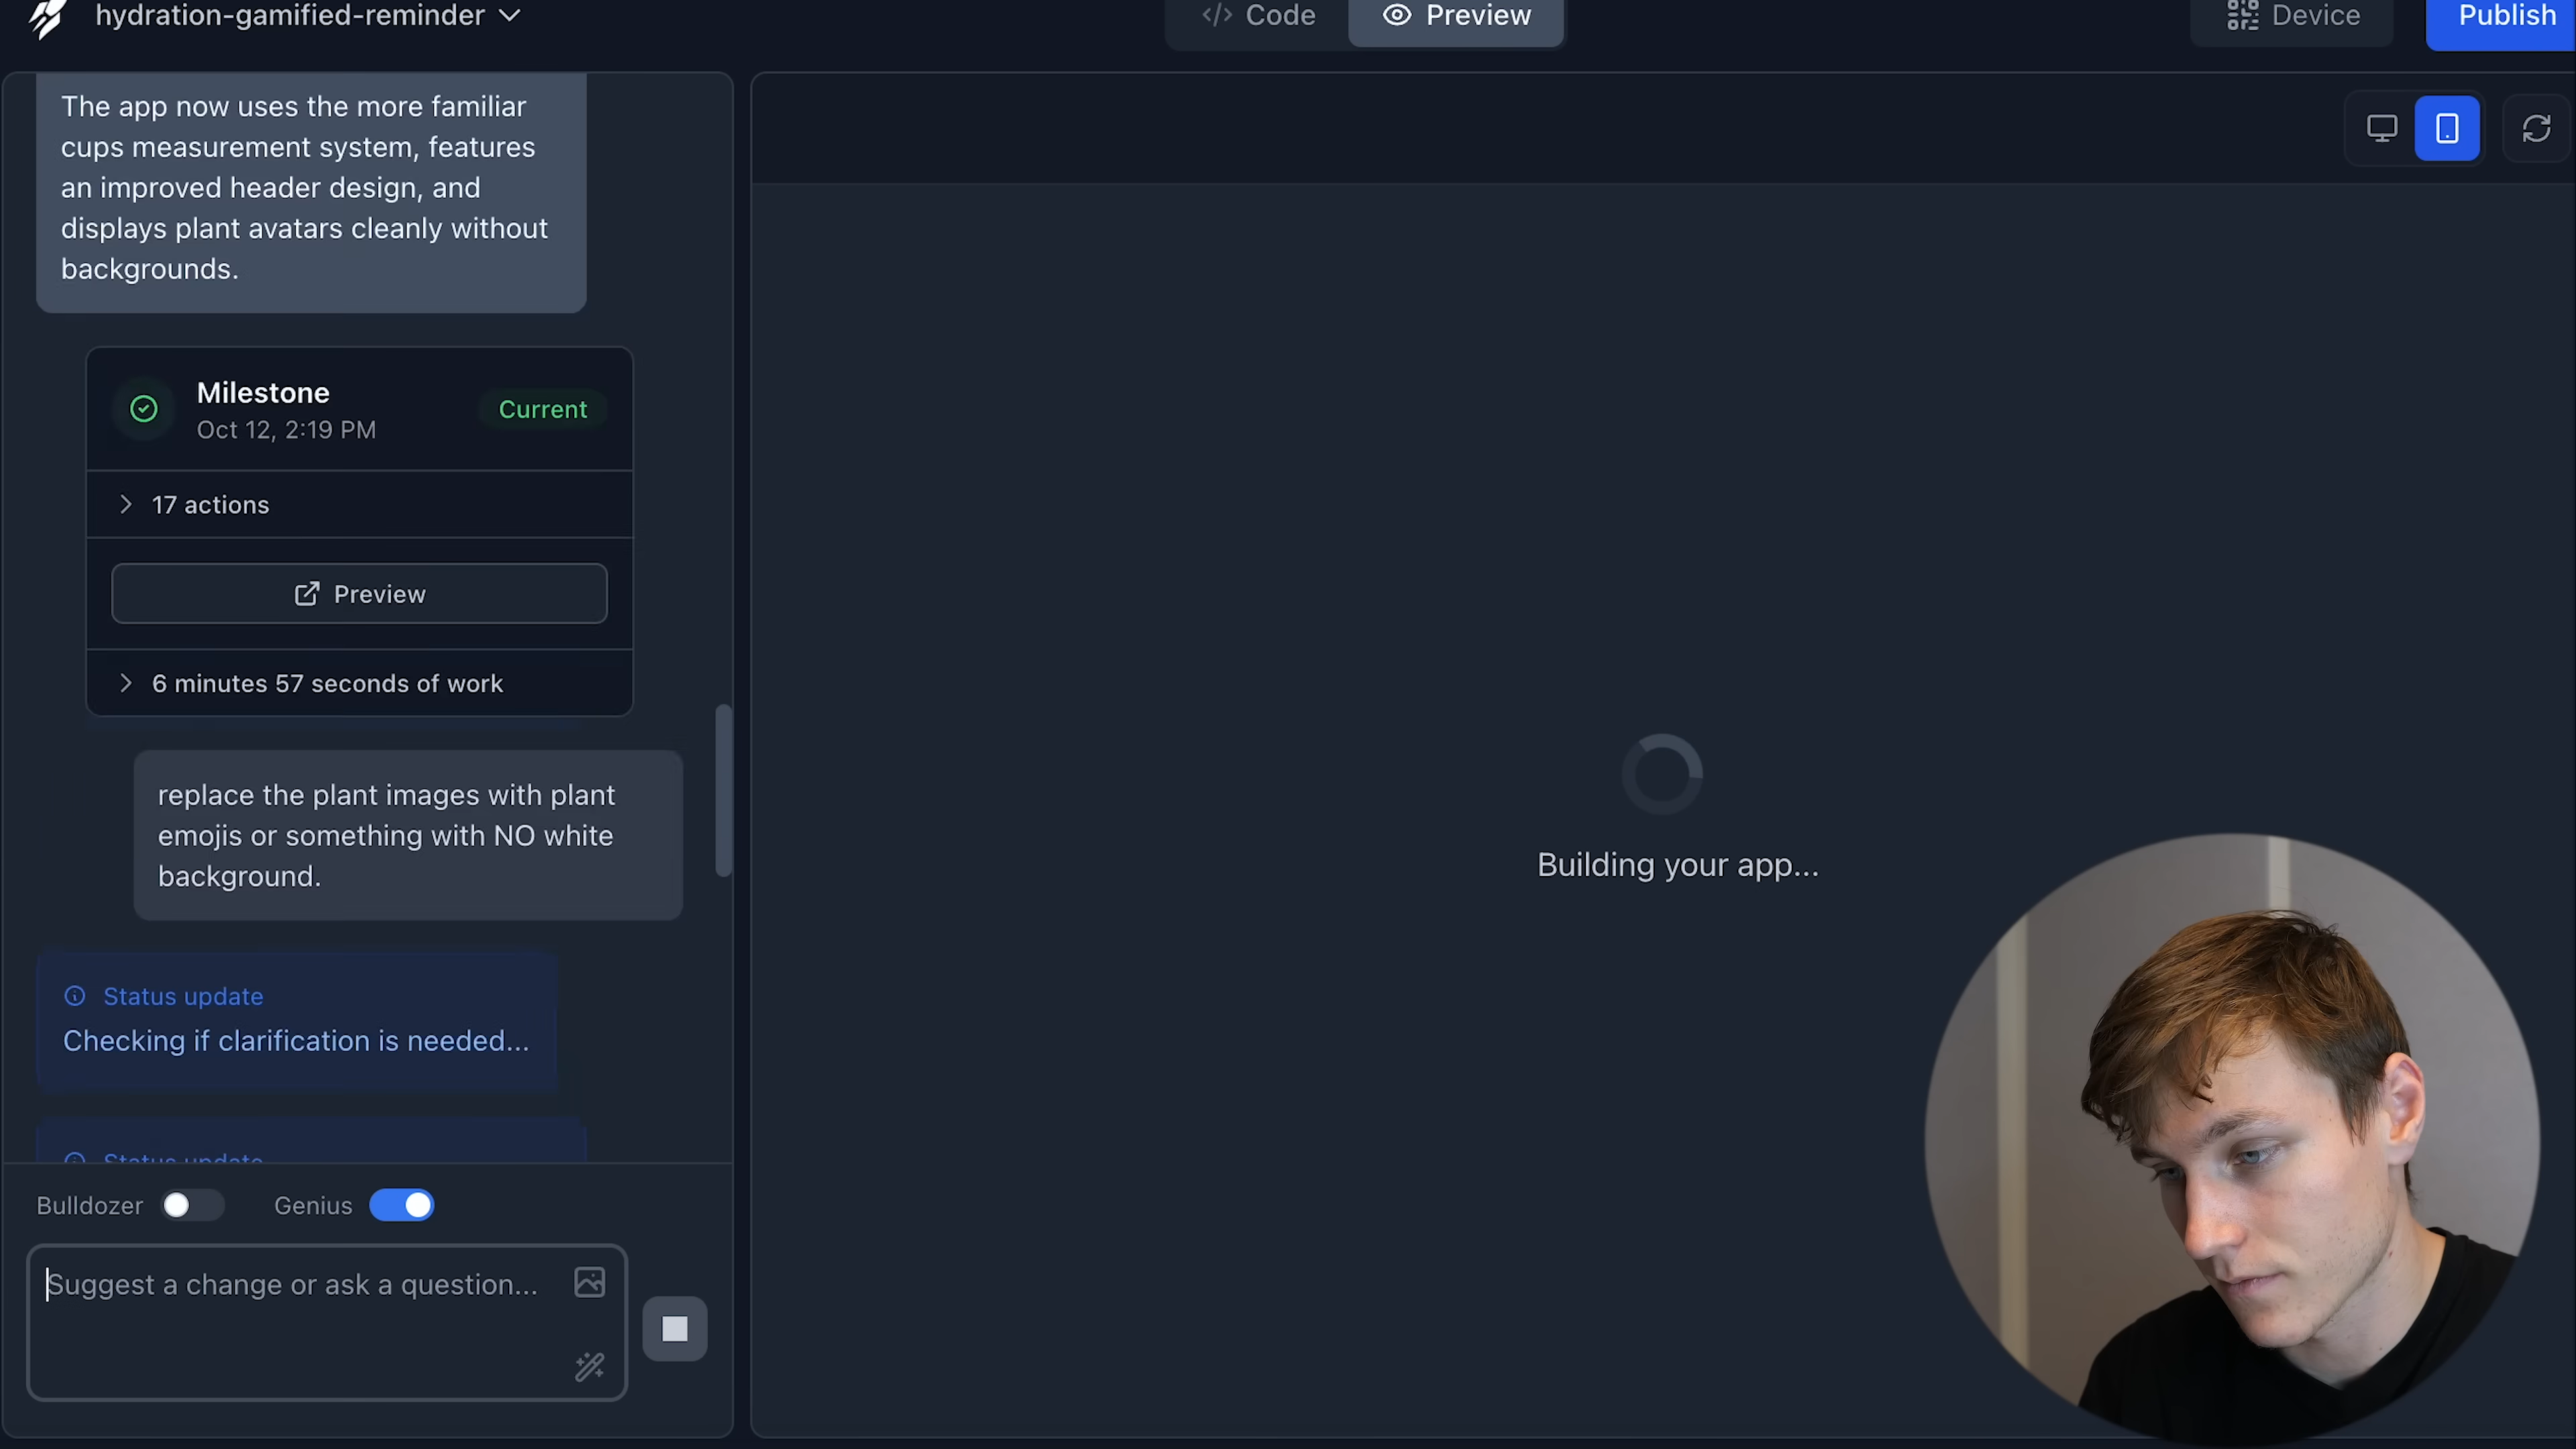 hydration-gamified-reminder
</> Code
Preview
Device
Publish
The app now uses the more familiar
cups measurement system, features
an improved header design, and
displays plant avatars cleanly without
backgrounds.
Milestone
Current
Oct 12, 2:19 PM
17 actions
Preview
6 minutes 57 seconds of work
replace the plant images with plant
emojis or something with NO white
background.
Status update
Checking if clarification is needed...
Status update
Bulldozer
Genius
Suggest a change or ask a question...
Building your app...